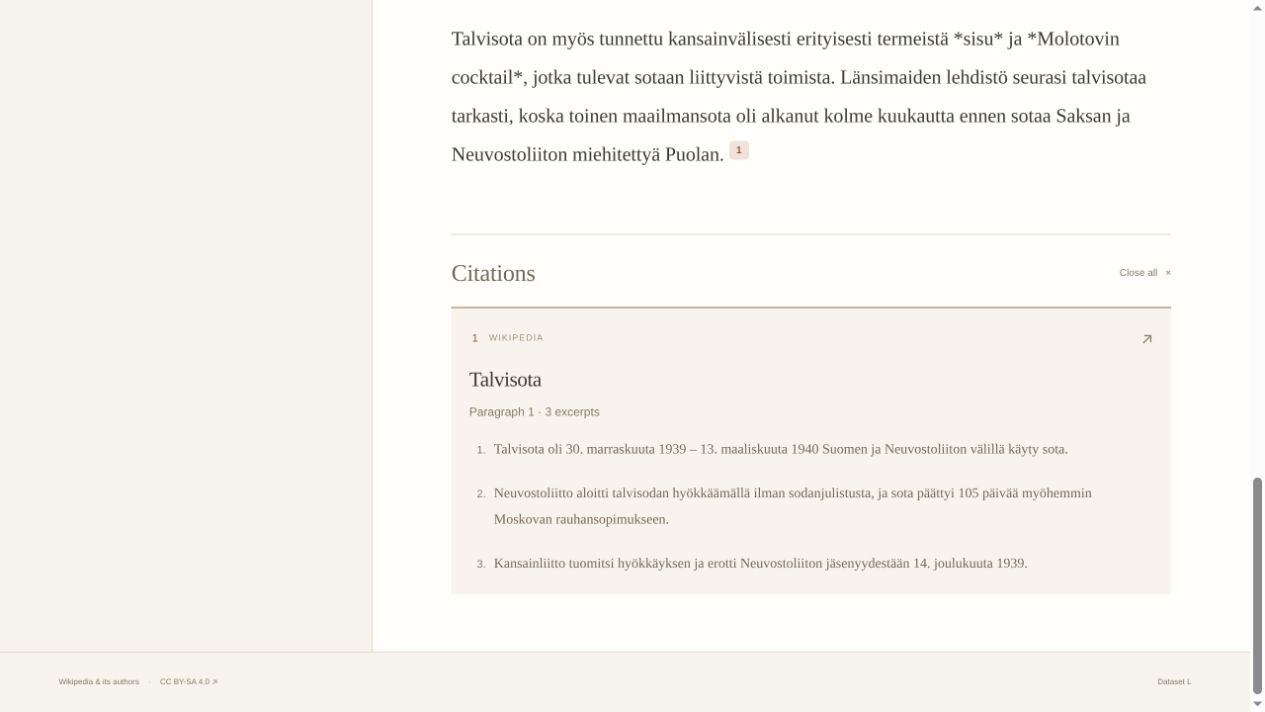 Talvisota on myös tunnettu kansainvälisesti erityisesti termeistä *sisu* ja *Molotovin
cocktail*, jotka tulevat sotaan liittyvistä toimista. Länsimaiden lehdistö seurasi talvisotaa
tarkasti, koska toinen maailmansota oli alkanut kolme kuukautta ennen sotaa Saksan ja
Neuvostoliiton miehitettyä Puolan. 1
Citations
Close all ×
1 WIKIPEDIA ↗
Talvisota
Paragraph 1 · 3 excerpts
1. Talvisota oli 30. marraskuuta 1939 – 13. maaliskuuta 1940 Suomen ja Neuvostoliiton välillä käyty sota.
2. Neuvostoliitto aloitti talvisodan hyökkäämällä ilman sodanjulistusta, ja sota päättyi 105 päivää myöhemmin
Moskovan rauhansopimukseen.
3. Kansainliitto tuomitsi hyökkäyksen ja erotti Neuvostoliiton jäsenyydestään 14. joulukuuta 1939.
Wikipedia & its authors · CC BY-SA 4.0 ↗
Dataset L